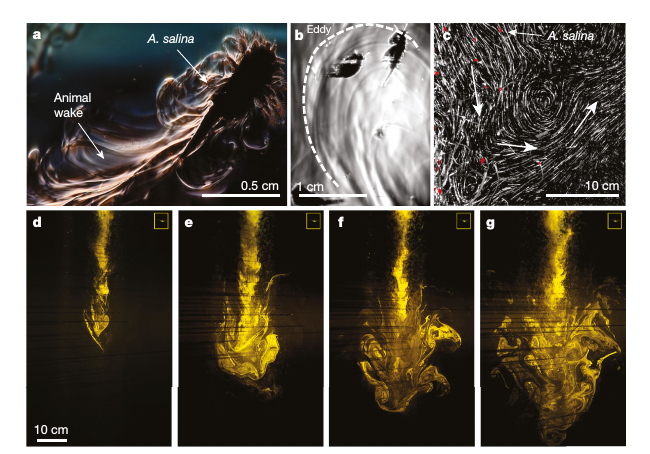 a
A. salina
Animal
wake
0.5 cm
b
Eddy
1 cm
c
A. salina
10 cm
d
e
f
g
10 cm